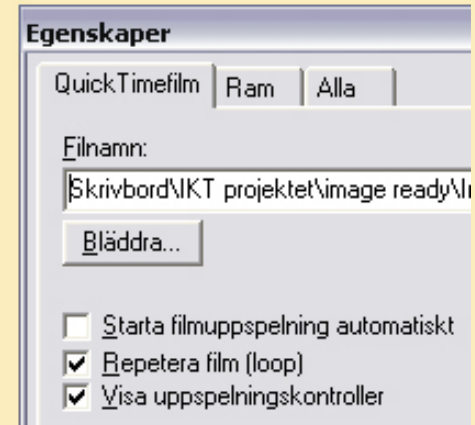 Egenskaper
QuickTimefilm Ram Alla
Filnamn:
Skrivbord\IKT projektet\image ready\
Bläddra...
Starta filmuppspelning automatiskt
Repetera film (loop)
Visa uppspelningskontroller